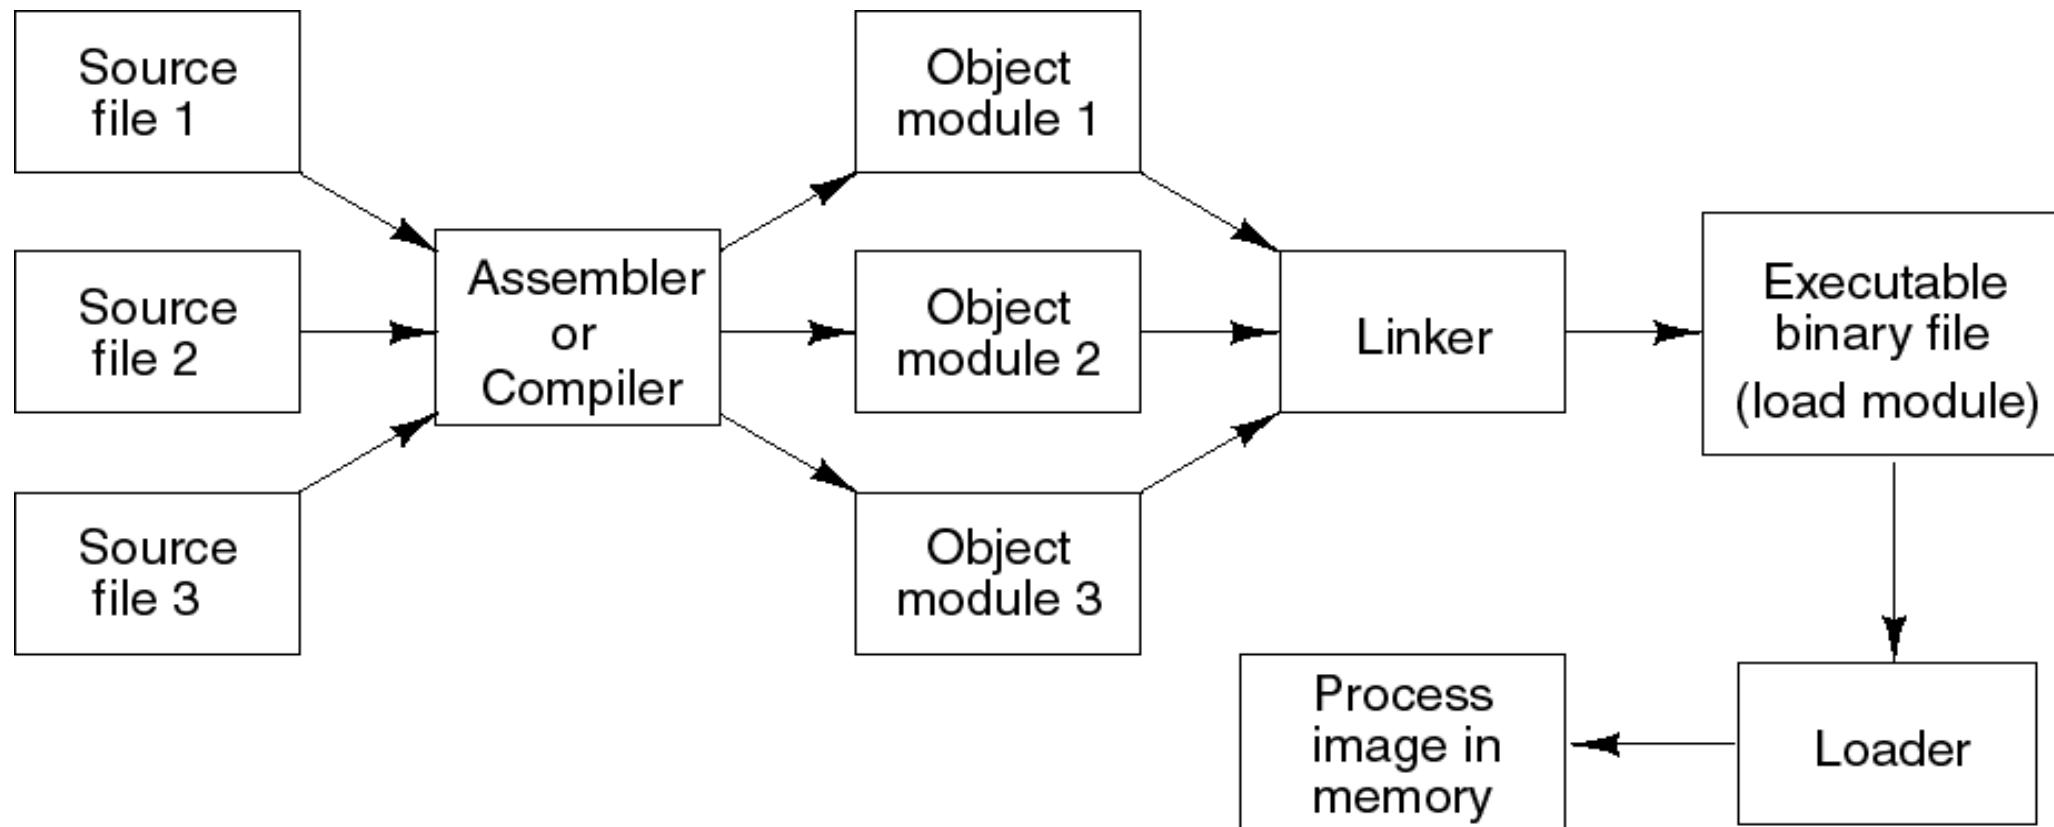 Source
file 1
Object
module 1
Source
file 2
Assembler
or
Compiler
Object
module 2
Linker
Executable
binary file
(load module)
Source
file 3
Object
module 3
Process
image in
memory
Loader